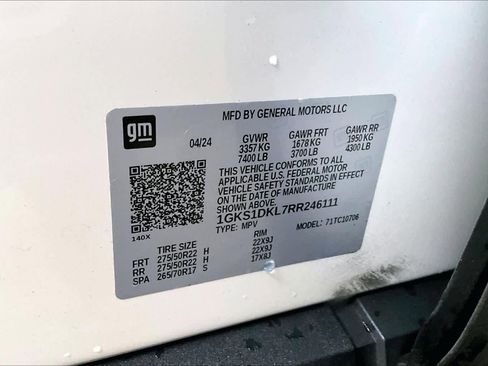 gm
MFD BY GENERAL MOTORS LLC
04/24 GVWR GAWR FRT GAWR RR
3357 KG 1678 KG 1950 KG
7400 LB 3700 LB 4300 LB
THIS VEHICLE CONFORMS TO ALL
APPLICABLE U.S. FEDERAL MOTOR
VEHICLE SAFETY STANDARDS IN EFFECT
ON THE DATE OF MANUFACTURE
SHOWN ABOVE.
1GKS1DKL7RR246111
TYPE: MPV MODEL: 71TC10706
140X
TIRE SIZE RIM
FRT 275/50R22 H 22X9J
RR 275/50R22 H 22X9J
SPA 265/70R17 S 17X8J